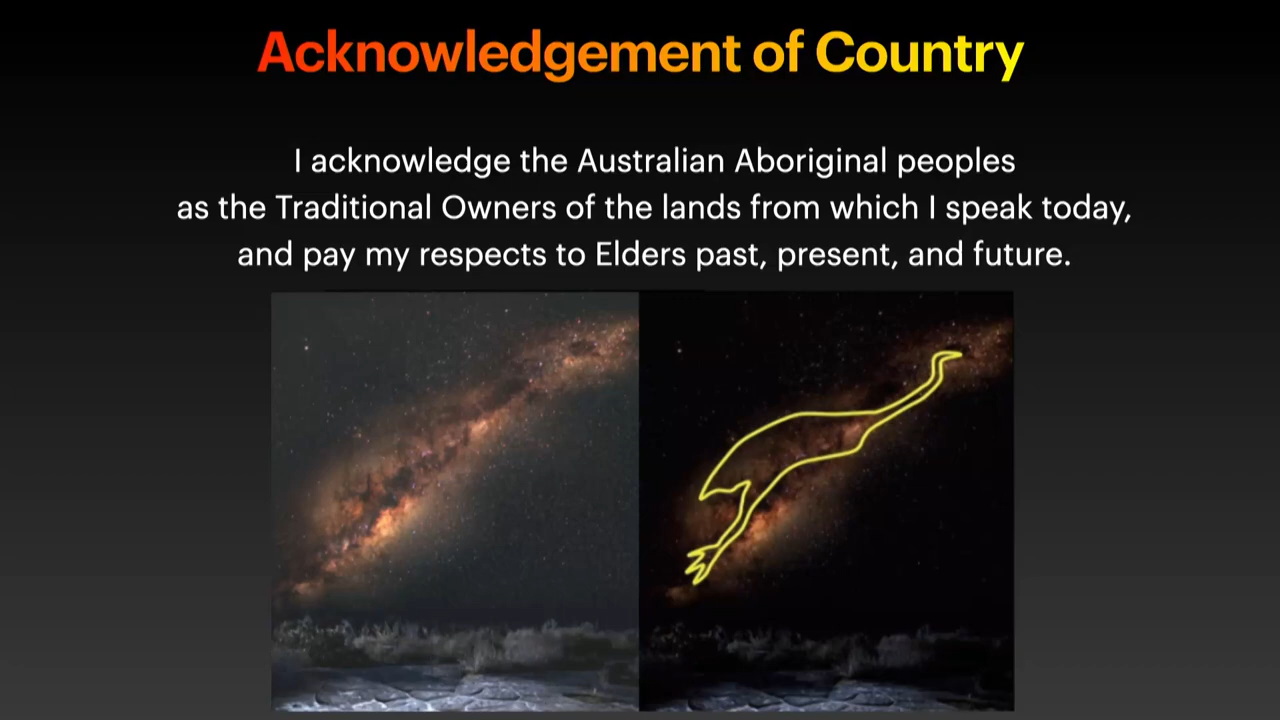 Acknowledgement of Country
I acknowledge the Australian Aboriginal peoples
as the Traditional Owners of the lands from which I speak today,
and pay my respects to Elders past, present, and future.